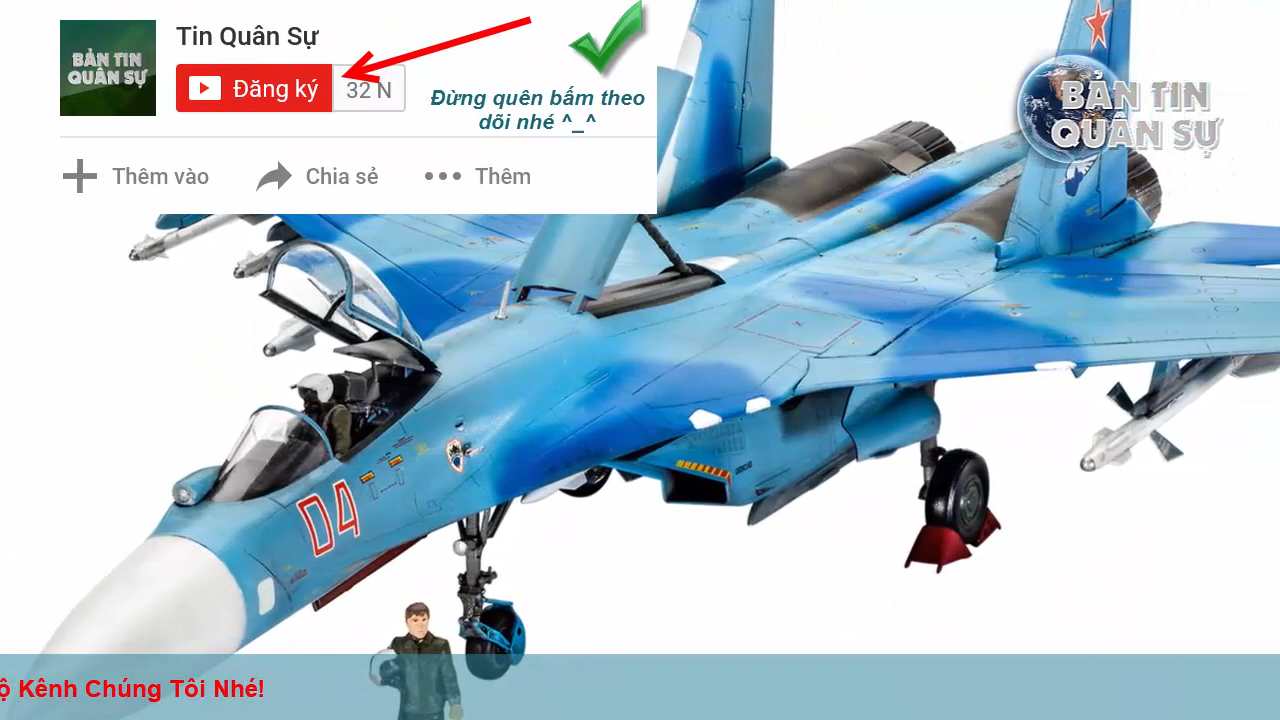 BẢN TIN
QUÂN SỰ
Tin Quân Sự
Đăng ký
32 N
Đừng quên bấm theo
dõi nhé ^_^
Thêm vào
Chia sẻ
Thêm
BẢN TIN
QUÂN SỰ
04
Kênh Chúng Tôi Nhé!